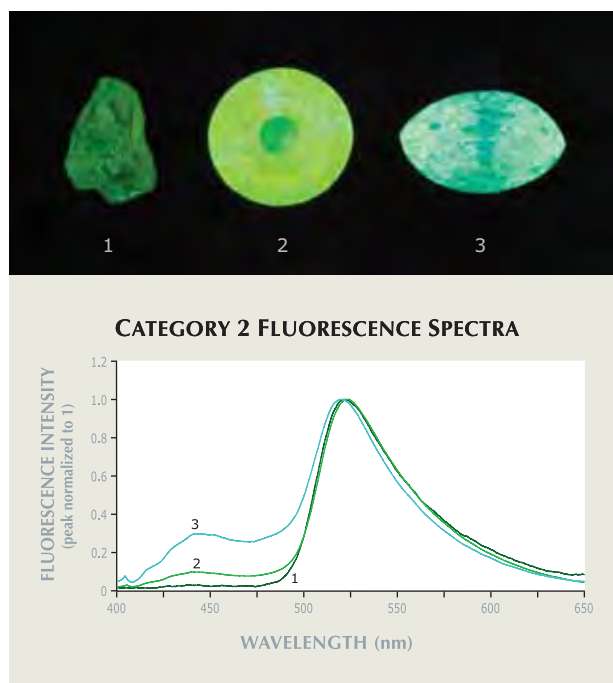 1 2 3
CATEGORY 2 FLUORESCENCE SPECTRA
FLUORESCENCE INTENSITY
(peak normalized to 1)
1.2
1.0
0.8
0.6
0.4
0.2
0
3
2
1
400 450 500 550 600 650
WAVELENGTH (nm)